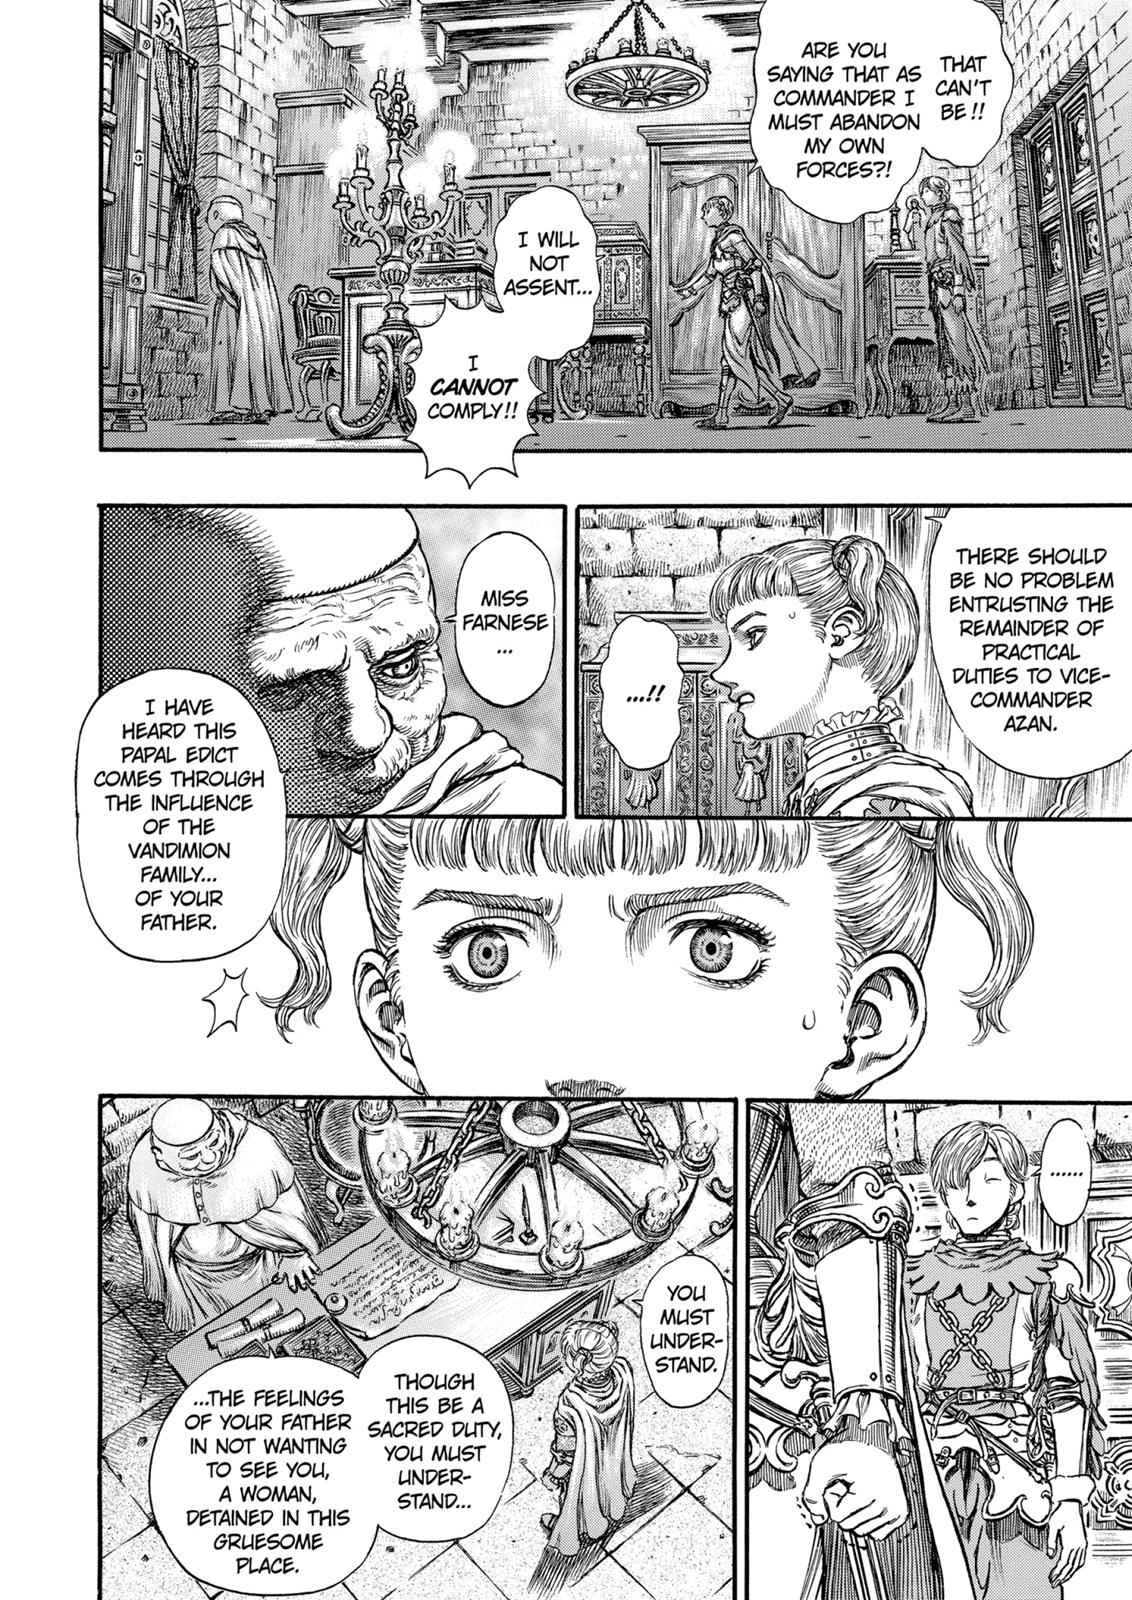 THAT
CAN'T
BE!!
ARE YOU
SAYING THAT AS
COMMANDER I
MUST ABANDON
MY OWN
FORCES?!
I WILL
NOT
ASSENT...
I
CANNOT
COMPLY!!
THERE SHOULD
BE NO PROBLEM
ENTRUSTING THE
REMAINDER OF
PRACTICAL
DUTIES TO VICE-
COMMANDER
AZAN.
...!!
MISS
FARNESE
...
I HAVE
HEARD THIS
PAPAL EDICT
COMES THROUGH
THE INFLUENCE
OF THE
VANDIMION
FAMILY...
OF YOUR
FATHER.
......
YOU
MUST
UNDER-
STAND.
THOUGH
THIS BE A
SACRED DUTY,
YOU MUST
UNDER-
STAND...
...THE FEELINGS
OF YOUR FATHER
IN NOT WANTING
TO SEE YOU,
A WOMAN,
DETAINED IN THIS
GRUESOME
PLACE.